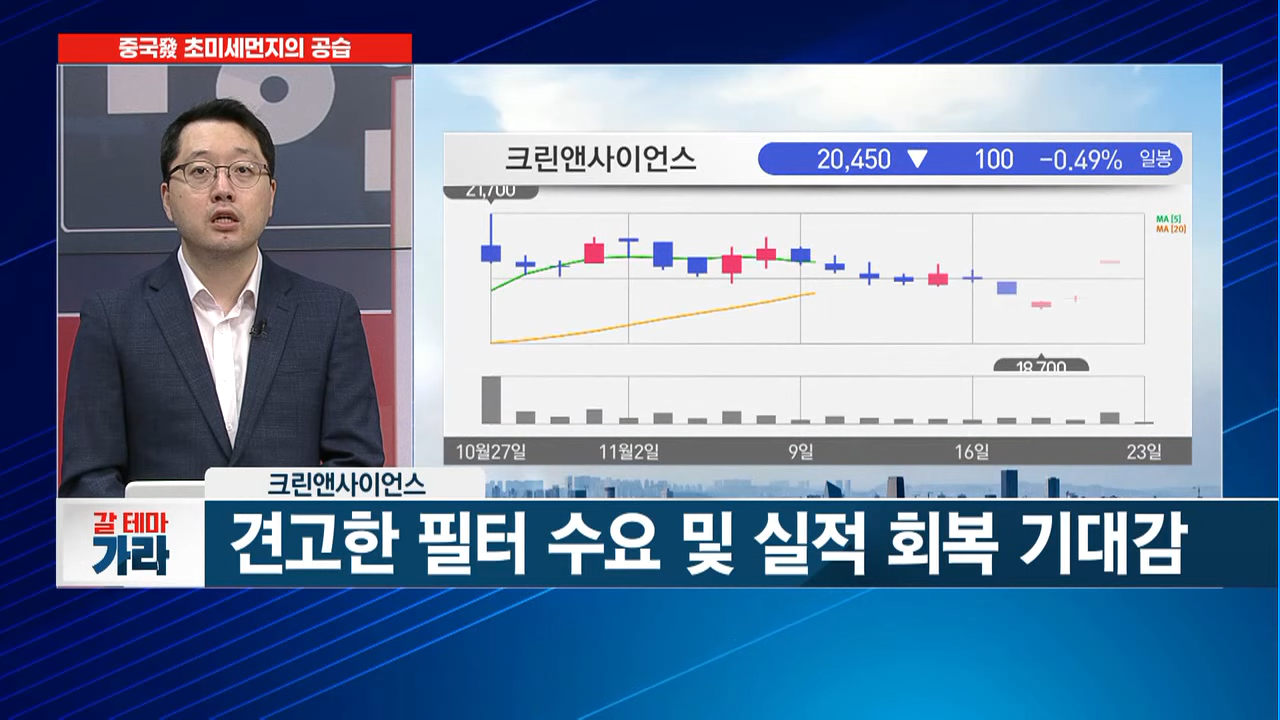 중국發 초미세먼지의 공습
크린앤사이언스
20,450 ▼ 100 -0.49% 일봉
21,700
MA [5]
MA [20]
18,700
10월27일 11월2일 9일 16일 23일
크린앤사이언스
갈 테마
가라
견고한 필터 수요 및 실적 회복 기대감